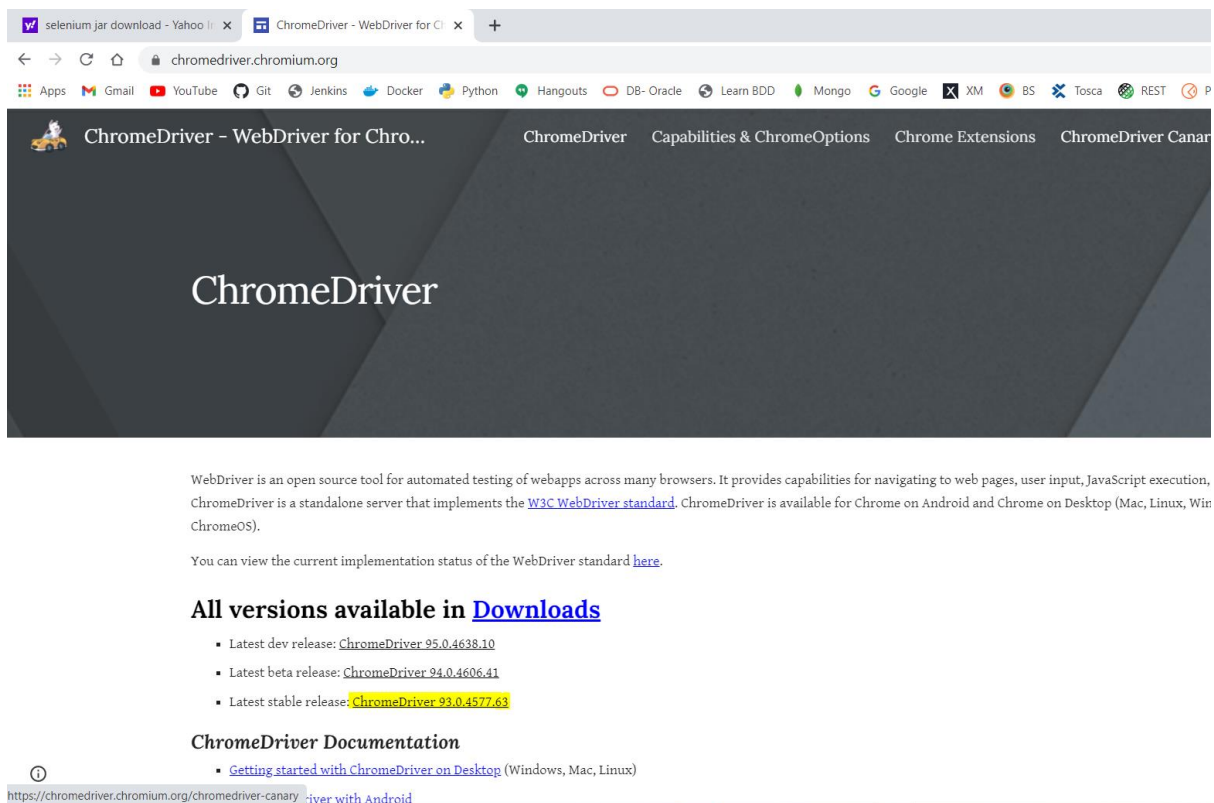 selenium jar download - Yahoo
ChromeDriver - WebDriver for
chromedriver.chromium.org
Apps Gmail YouTube Git Jenkins Docker Python Hangouts DB- Oracle Learn BDD Mongo Google XM BS Tosca REST P
ChromeDriver - WebDriver for Chro... ChromeDriver Capabilities & ChromeOptions Chrome Extensions ChromeDriver Canar
ChromeDriver
WebDriver is an open source tool for automated testing of webapps across many browsers. It provides capabilities for navigating to web pages, user input, JavaScript execution,
ChromeDriver is a standalone server that implements the W3C WebDriver standard. ChromeDriver is available for Chrome on Android and Chrome on Desktop (Mac, Linux, Win
ChromeOS).
You can view the current implementation status of the WebDriver standard here.
All versions available in Downloads
Latest dev release: ChromeDriver 95.0.4638.10
Latest beta release: ChromeDriver 94.0.4606.41
Latest stable release: ChromeDriver 93.0.4577.63
ChromeDriver Documentation
Getting started with ChromeDriver on Desktop (Windows, Mac, Linux)
https://chromedriver.chromium.org/chromedriver-canary river with Android